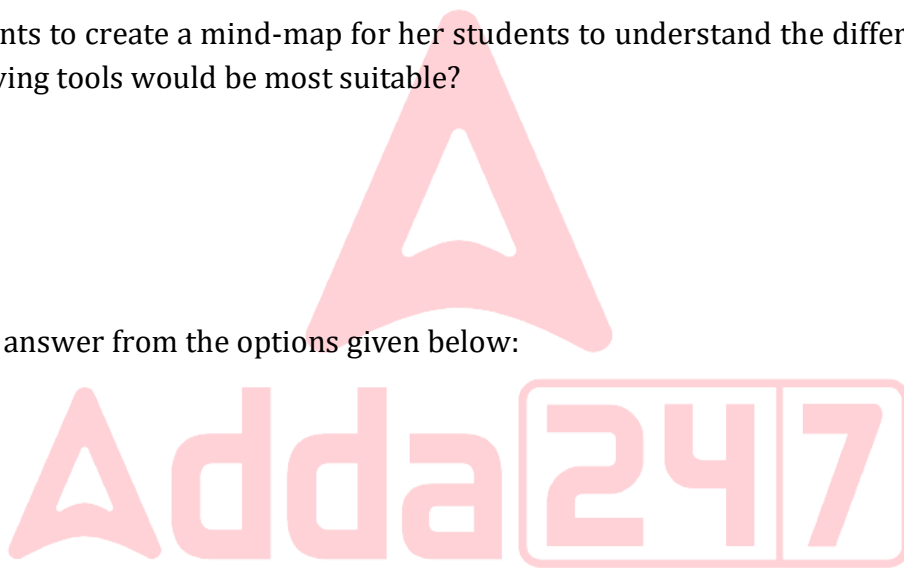 nts to create a mind-map for her students to understand the differ
ving tools would be most suitable?
answer from the options given below:
Adda247